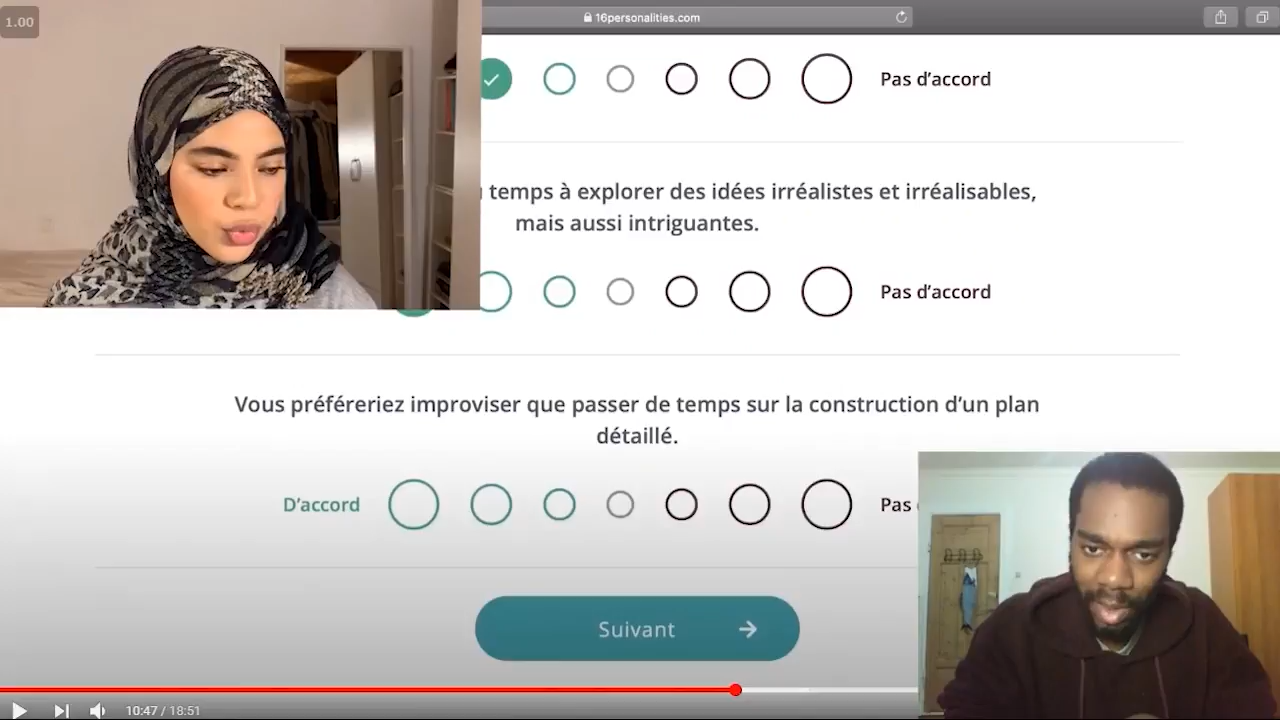 1.00
16personalities.com
Pas d’accord
temps à explorer des idées irréalistes et irréalisables,
mais aussi intriguantes.
Pas d’accord
Vous préféreriez improviser que passer de temps sur la construction d’un plan
détaillé.
D’accord
Pas
Suivant
10:47 / 18:51